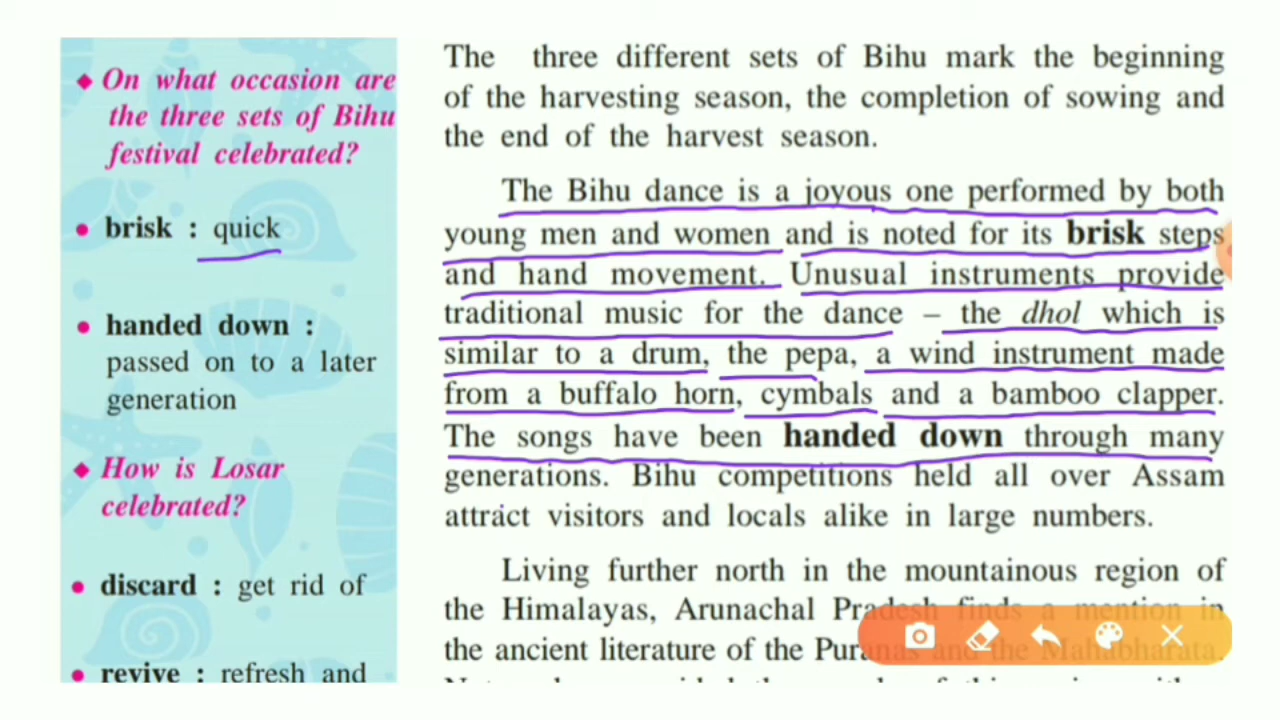 On what occasion are
the three sets of Bihu
festival celebrated?
brisk : quick
handed down :
passed on to a later
generation
How is Losar
celebrated?
discard : get rid of
revive : refresh and
The three different sets of Bihu mark the beginning
of the harvesting season, the completion of sowing and
the end of the harvest season.
The Bihu dance is a joyous one performed by both
young men and women and is noted for its brisk steps
and hand movement. Unusual instruments provide
traditional music for the dance – the dhol which is
similar to a drum, the pepa, a wind instrument made
from a buffalo horn, cymbals and a bamboo clapper.
The songs have been handed down through many
generations. Bihu competitions held all over Assam
attract visitors and locals alike in large numbers.
Living further north in the mountainous region of
the Himalayas, Arunachal Pradesh finds a mention in
the ancient literature of the Puranas and the Mahabharata.